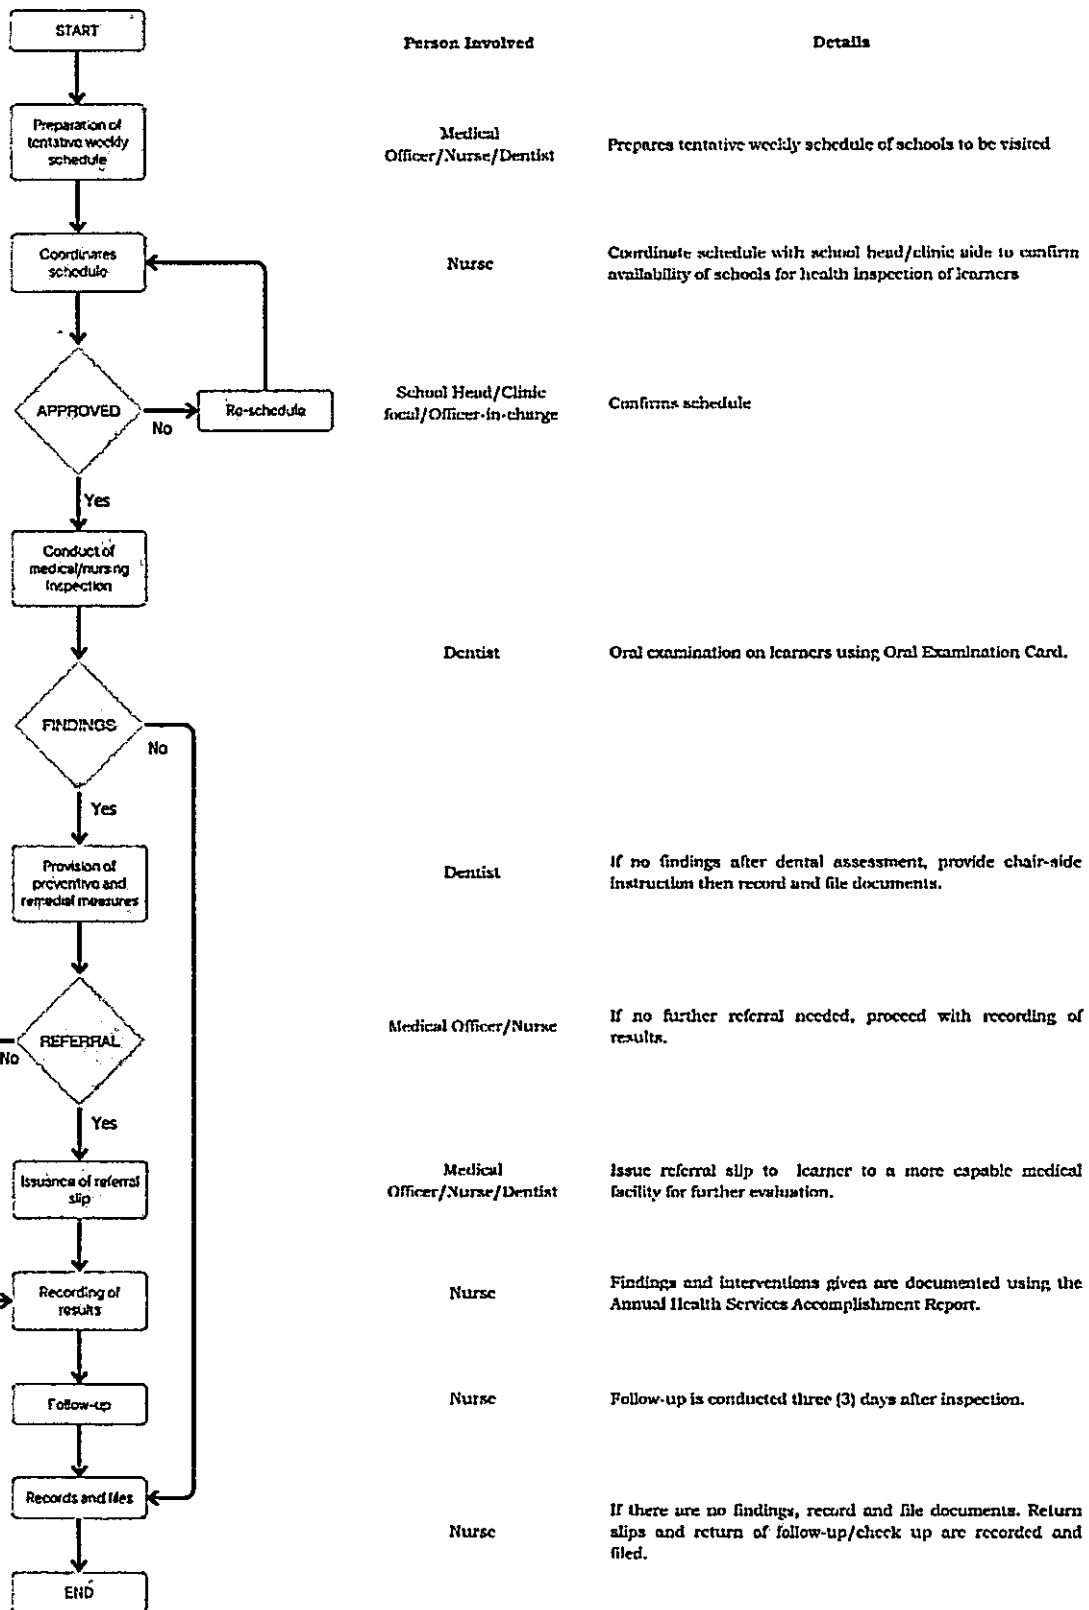 START
Person Involved
Details
Preparation of
tentative weekly
schedule
Medical
Officer/Nurse/Dentist
Prepares tentative weekly schedule of schools to be visited
Coordinates
schedule
Nurse
Coordinate schedule with school head/clinic aide to confirm
availability of schools for health inspection of learners
APPROVED
No
Re-schedule
School Head/Clinic
focal/Officer-in-charge
Confirms schedule
Yes
Conduct of
medical/nursing
inspection
Dentist
Oral examination on learners using Oral Examination Card.
FINDINGS
No
Yes
Provision of
preventive and
remedial measures
Dentist
If no findings after dental assessment, provide chair-side
instruction then record and file documents.
REFERRAL
No
Medical Officer/Nurse
If no further referral needed, proceed with recording of
results.
Yes
Issuance of referral
slip
Medical
Officer/Nurse/Dentist
Issue referral slip to learner to a more capable medical
facility for further evaluation.
Recording of
results
Nurse
Findings and interventions given are documented using the
Annual Health Services Accomplishment Report.
Follow-up
Nurse
Follow-up is conducted three (3) days after inspection.
Records and files
Nurse
If there are no findings, record and file documents. Return
slips and return of follow-up/check up are recorded and
filed.
END